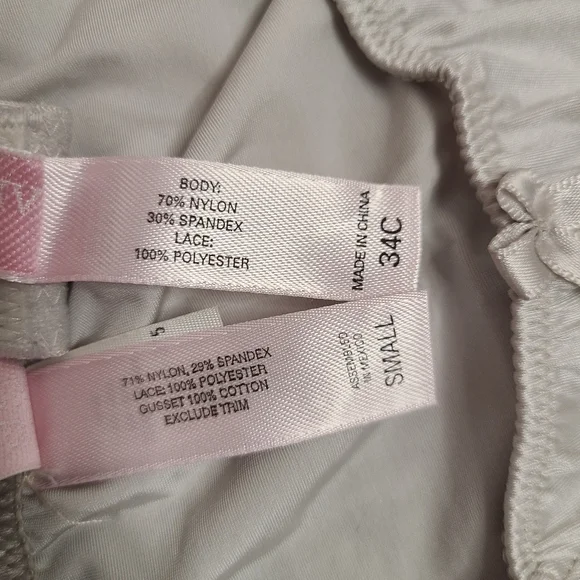 BODY:
70% NYLON
30% SPANDEX
LACE:
100% POLYESTER
MADE IN CHINA
34C
71% NYLON, 29% SPANDEX
LACE: 100% POLYESTER
GUSSET 100% COTTON
EXCLUDE TRIM
ASSEMBLED
IN MEXICO
SMALL